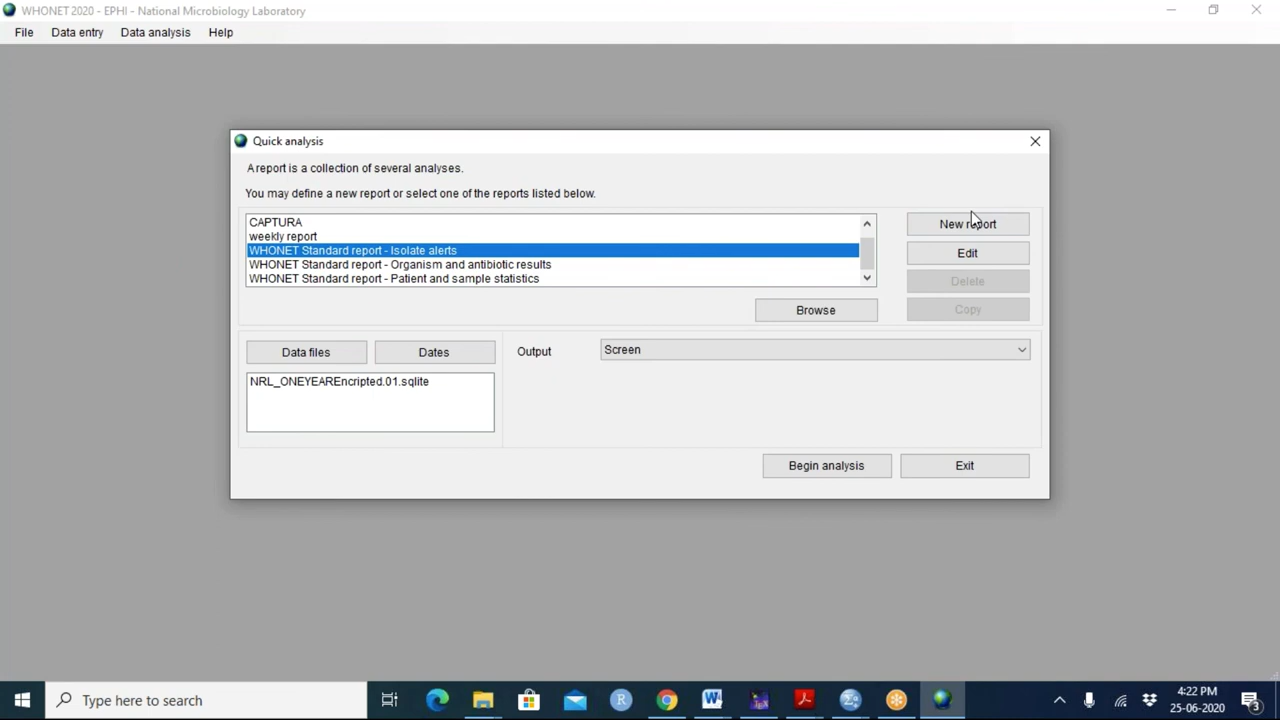 WHONET 2020 - EPHI - National Microbiology Laboratory
File Data entry Data analysis Help
Quick analysis
A report is a collection of several analyses.
You may define a new report or select one of the reports listed below.
CAPTURA
weekly report
WHONET Standard report - Isolate alerts
WHONET Standard report - Organism and antibiotic results
WHONET Standard report - Patient and sample statistics
New report
Edit
Delete
Copy
Browse
Data files Dates Output Screen
NRL_ONEYEAREncripted.01.sqlite
Begin analysis Exit
Type here to search
4:22 PM
25-06-2020
3